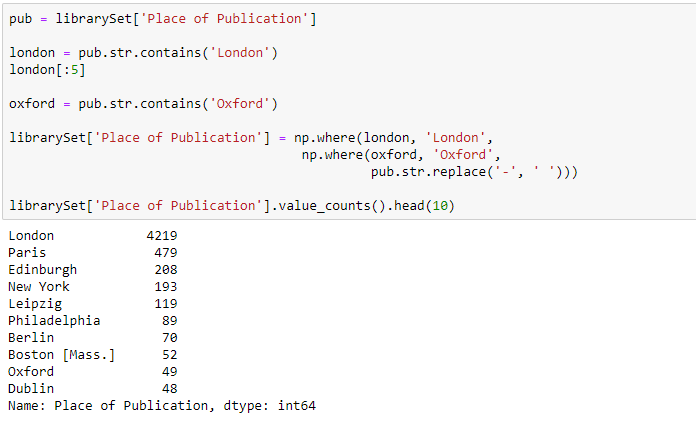 pub = librarySet['Place of Publication']
london = pub.str.contains('London')
london[:5]
oxford = pub.str.contains('Oxford')
librarySet['Place of Publication'] = np.where(london, 'London',
np.where(oxford, 'Oxford',
pub.str.replace('-', ' ')))
librarySet['Place of Publication'].value_counts().head(10)
London 4219
Paris 479
Edinburgh 208
New York 193
Leipzig 119
Philadelphia 89
Berlin 70
Boston [Mass.] 52
Oxford 49
Dublin 48
Name: Place of Publication, dtype: int64